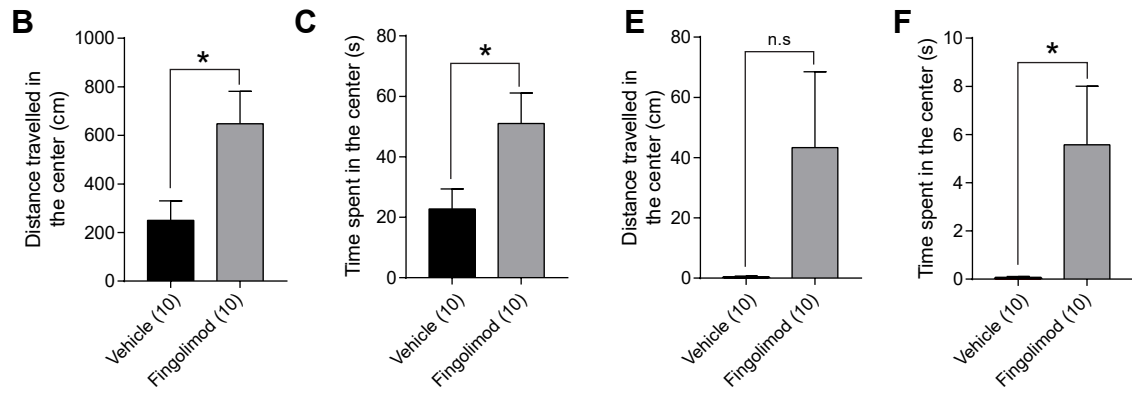 B
Distance travelled in
the center (cm)
1000
800
600
400
200
0
*
Vehicle (10)
Fingolimod (10)
C
Time spent in the center (s)
80
60
40
20
0
*
Vehicle (10)
Fingolimod (10)
E
Distance travelled in
the center (cm)
80
60
40
20
0
n.s
Vehicle (10)
Fingolimod (10)
F
Time spent in the center (s)
10
8
6
4
2
0
*
Vehicle (10)
Fingolimod (10)